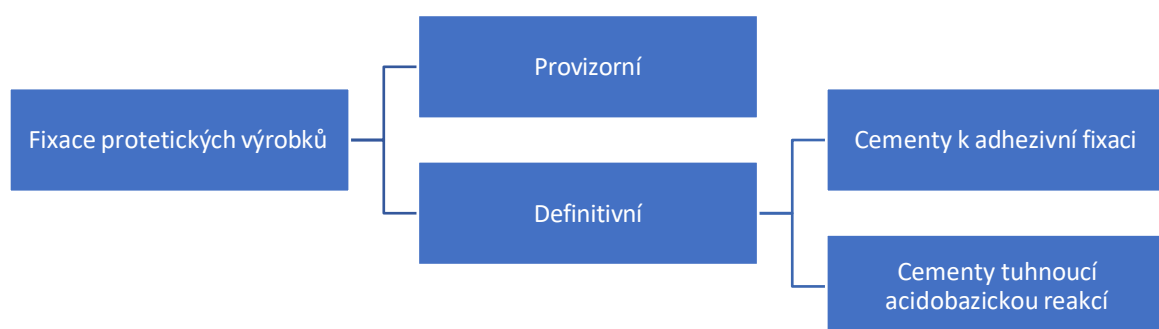 Fixace protetických výrobků
Provizorní
Definitivní
Cementy k adhezivní fixaci
Cementy tuhnoucí
acidobazickou reakcí